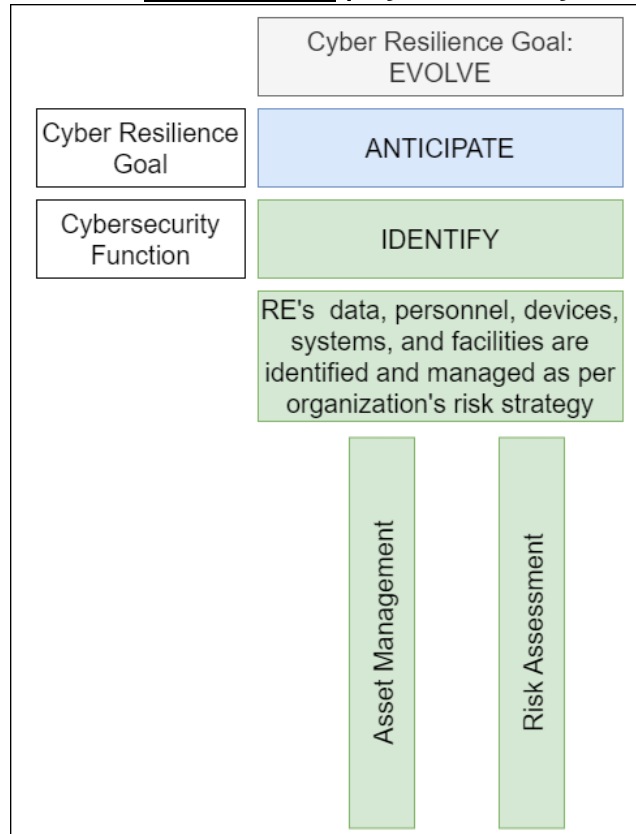 Cyber Resilience Goal:
EVOLVE
Cyber Resilience
Goal
ANTICIPATE
Cybersecurity
Function
IDENTIFY
RE's data, personnel, devices,
systems, and facilities are
identified and managed as per
organization's risk strategy
Asset Management
Risk Assessment